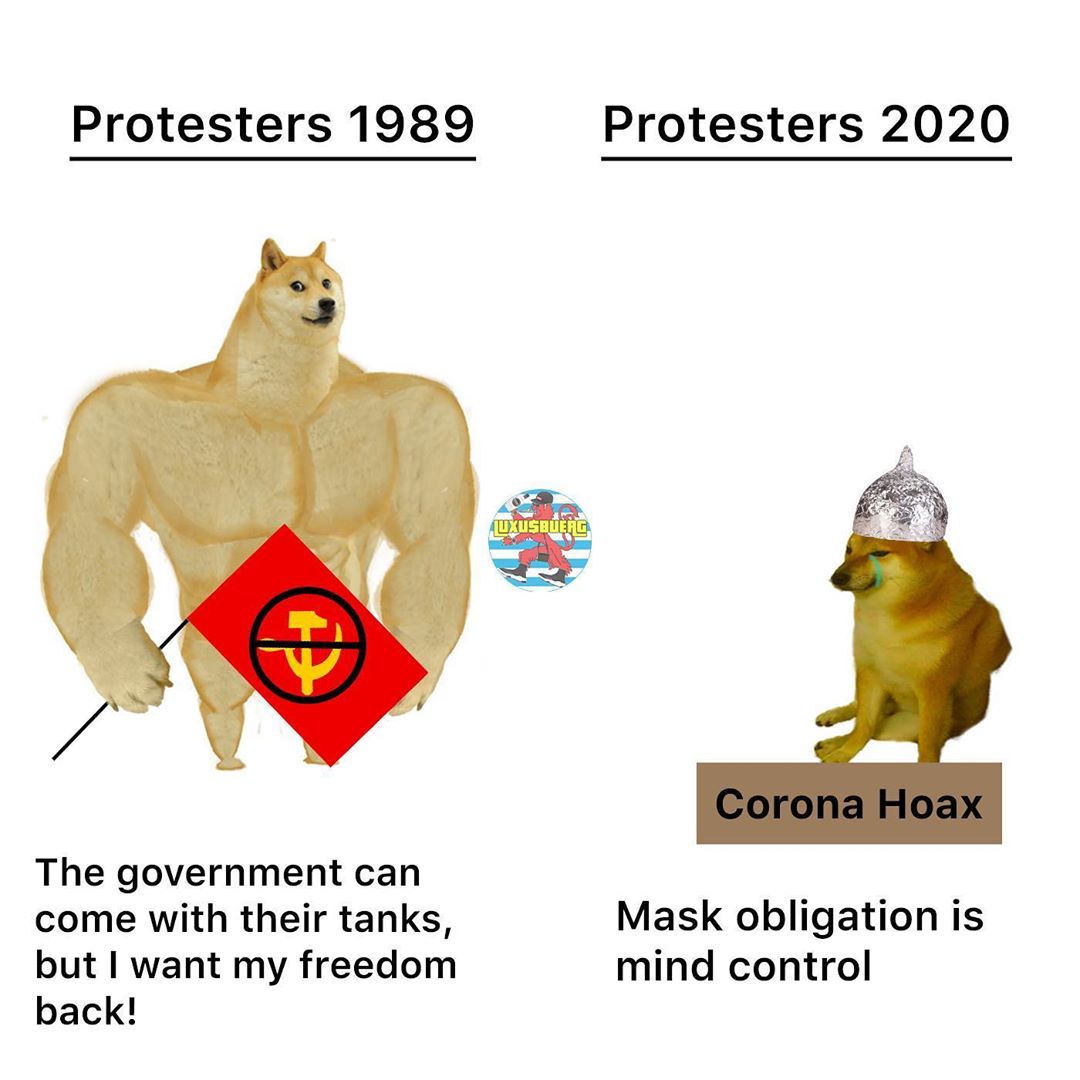 Protesters 1989
Protesters 2020
LUXUSBUERG
Corona Hoax
The government can
come with their tanks,
but I want my freedom
back!
Mask obligation is
mind control